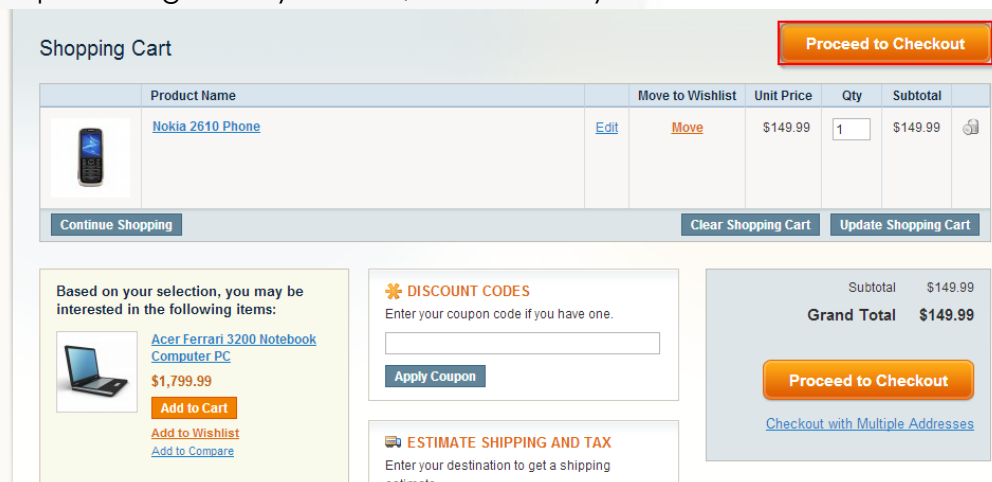 Shopping Cart
Proceed to Checkout
Product Name Move to Wishlist Unit Price Qty Subtotal
Nokia 2610 Phone Edit Move $149.99 1 $149.99
Continue Shopping Clear Shopping Cart Update Shopping Cart
Based on your selection, you may be
interested in the following items:
Acer Ferrari 3200 Notebook
Computer PC
$1,799.99
Add to Cart
Add to Wishlist
Add to Compare
DISCOUNT CODES
Enter your coupon code if you have one.
Apply Coupon
ESTIMATE SHIPPING AND TAX
Enter your destination to get a shipping
Subtotal $149.99
Grand Total $149.99
Proceed to Checkout
Checkout with Multiple Addresses